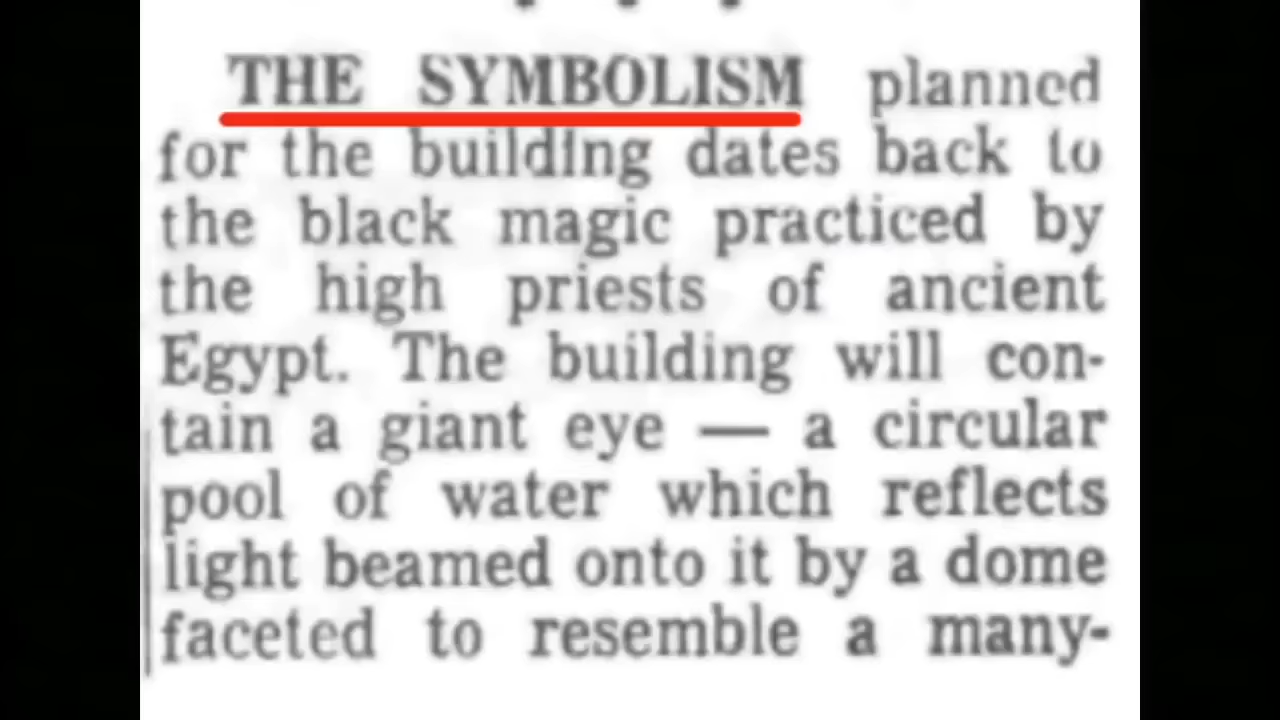 THE SYMBOLISM planned
for the building dates back to
the black magic practiced by
the high priests of ancient
Egypt. The building will con-
tain a giant eye — a circular
pool of water which reflects
light beamed onto it by a dome
faceted to resemble a many-